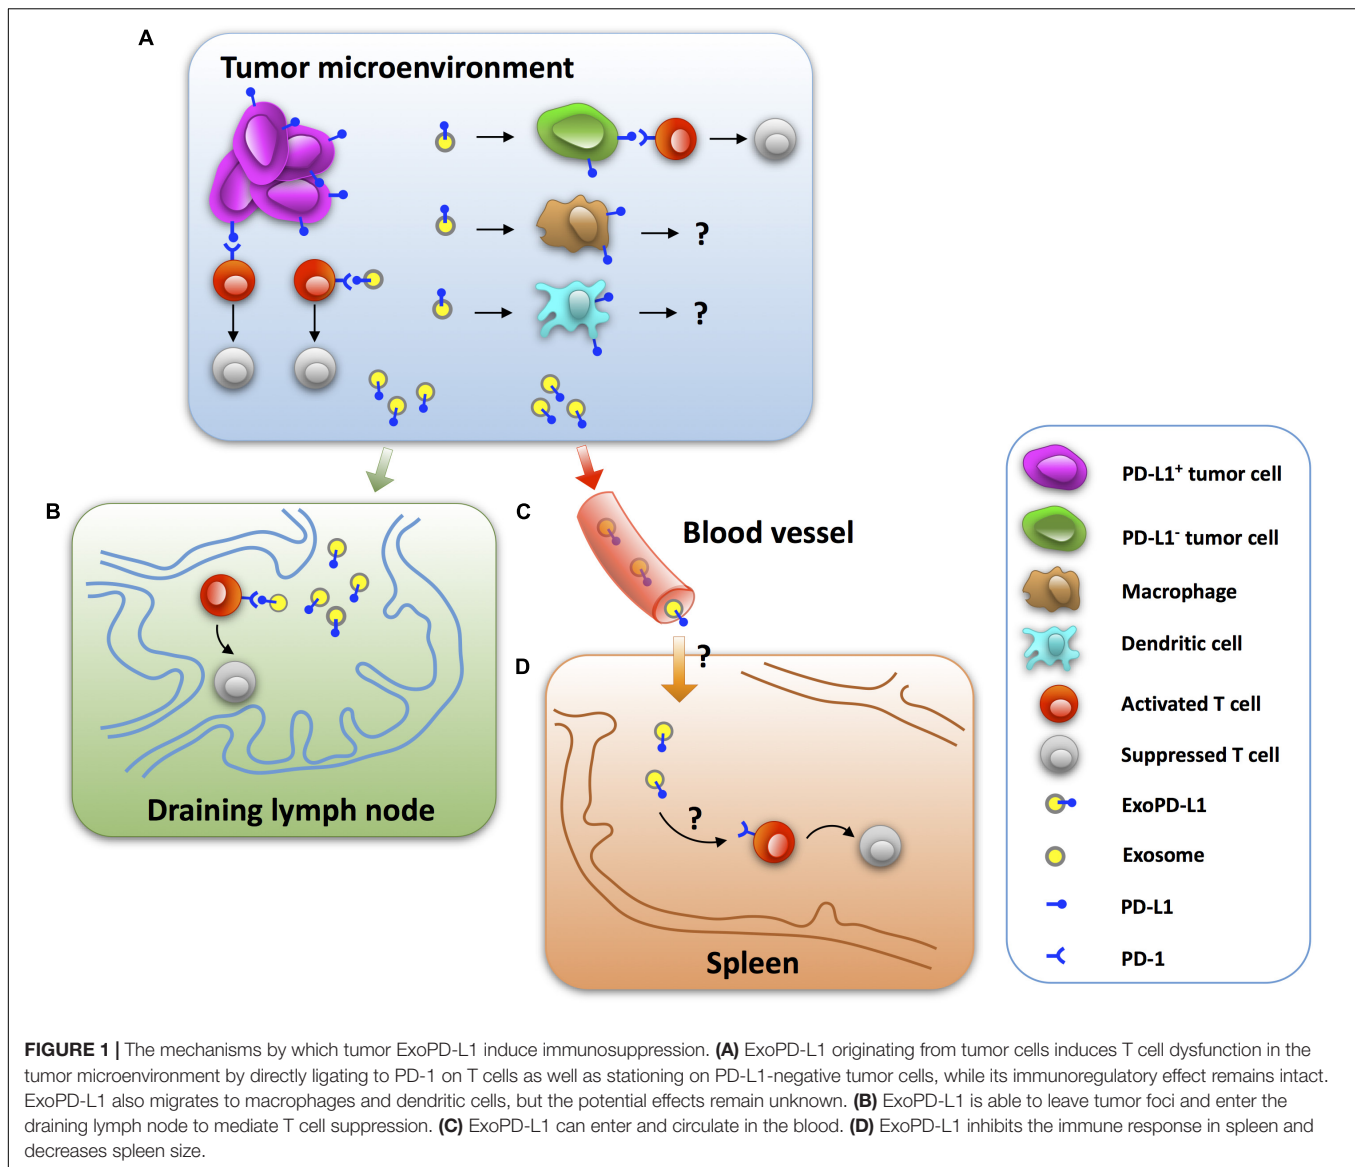 A
Tumor microenvironment
?
?
B
Draining lymph node
C
Blood vessel
?
D
?
Spleen
PD-L1⁺ tumor cell
PD-L1⁻ tumor cell
Macrophage
Dendritic cell
Activated T cell
Suppressed T cell
ExoPD-L1
Exosome
PD-L1
PD-1
FIGURE 1 | The mechanisms by which tumor ExoPD-L1 induce immunosuppression. (A) ExoPD-L1 originating from tumor cells induces T cell dysfunction in the
tumor microenvironment by directly ligating to PD-1 on T cells as well as stationing on PD-L1-negative tumor cells, while its immunoregulatory effect remains intact.
ExoPD-L1 also migrates to macrophages and dendritic cells, but the potential effects remain unknown. (B) ExoPD-L1 is able to leave tumor foci and enter the
draining lymph node to mediate T cell suppression. (C) ExoPD-L1 can enter and circulate in the blood. (D) ExoPD-L1 inhibits the immune response in spleen and
decreases spleen size.